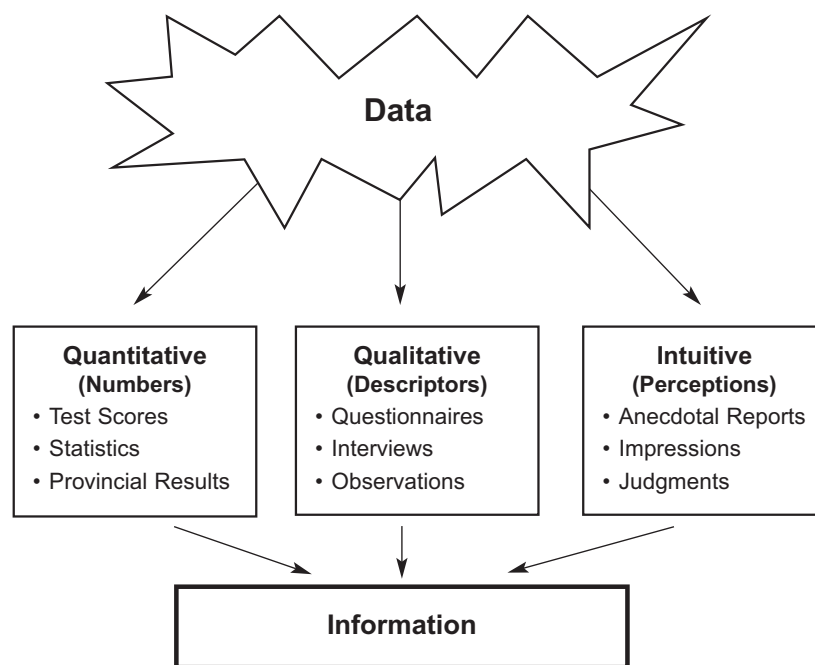 Data
Quantitative
(Numbers)
• Test Scores
• Statistics
• Provincial Results
Qualitative
(Descriptors)
• Questionnaires
• Interviews
• Observations
Intuitive
(Perceptions)
• Anecdotal Reports
• Impressions
• Judgments
Information